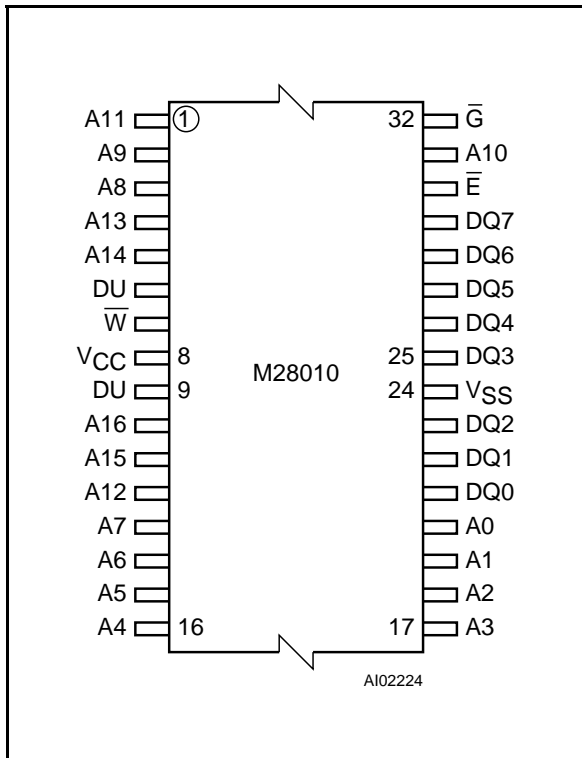 A11 1 32 G̅
A9 A10
A8 E̅
A13 DQ7
A14 DQ6
DU DQ5
W̅ DQ4
VCC 8 25 DQ3
M28010
DU 9 24 VSS
A16 DQ2
A15 DQ1
A12 DQ0
A7 A0
A6 A1
A5 A2
A4 16 17 A3
AI02224